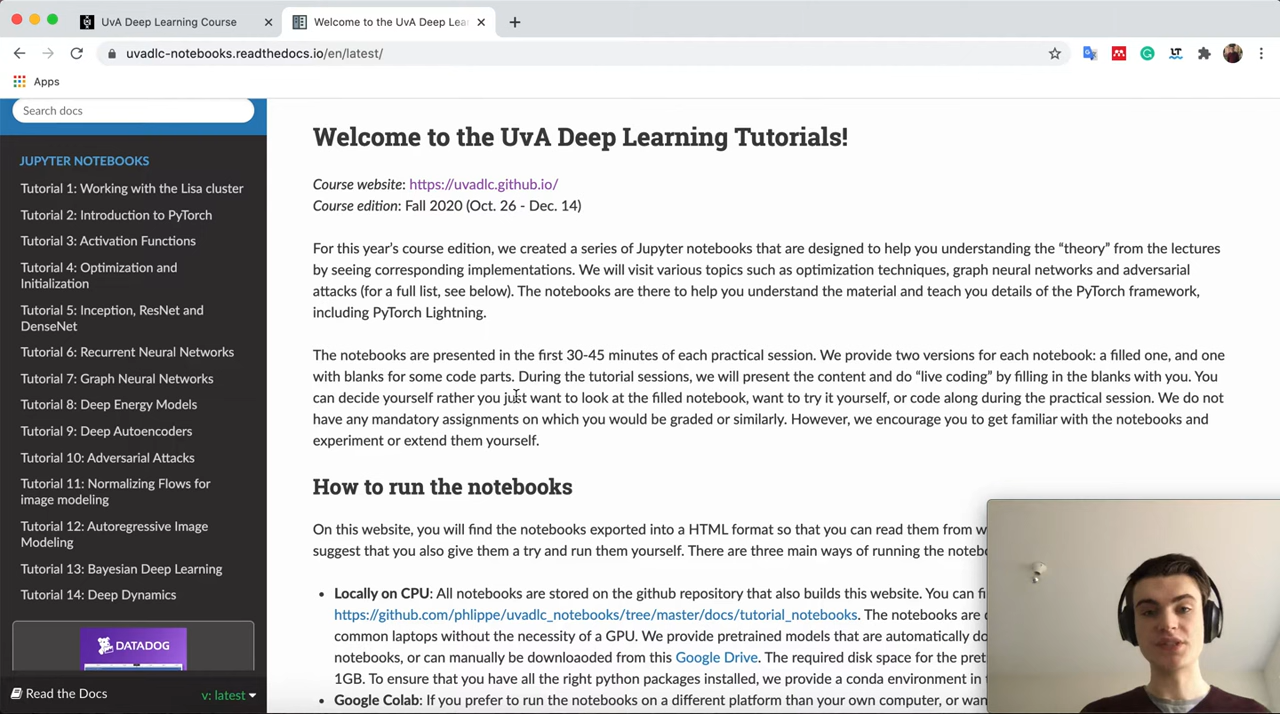 UvA Deep Learning Course
Welcome to the UvA Deep Lea
uvadlc-notebooks.readthedocs.io/en/latest/
Apps
Search docs
JUPYTER NOTEBOOKS
Tutorial 1: Working with the Lisa cluster
Tutorial 2: Introduction to PyTorch
Tutorial 3: Activation Functions
Tutorial 4: Optimization and
Initialization
Tutorial 5: Inception, ResNet and
DenseNet
Tutorial 6: Recurrent Neural Networks
Tutorial 7: Graph Neural Networks
Tutorial 8: Deep Energy Models
Tutorial 9: Deep Autoencoders
Tutorial 10: Adversarial Attacks
Tutorial 11: Normalizing Flows for
image modeling
Tutorial 12: Autoregressive Image
Modeling
Tutorial 13: Bayesian Deep Learning
Tutorial 14: Deep Dynamics
DATADOG
Read the Docs
v: latest
Welcome to the UvA Deep Learning Tutorials!
Course website: https://uvadlc.github.io/
Course edition: Fall 2020 (Oct. 26 - Dec. 14)
For this year's course edition, we created a series of Jupyter notebooks that are designed to help you understanding the “theory” from the lectures
by seeing corresponding implementations. We will visit various topics such as optimization techniques, graph neural networks and adversarial
attacks (for a full list, see below). The notebooks are there to help you understand the material and teach you details of the PyTorch framework,
including PyTorch Lightning.
The notebooks are presented in the first 30-45 minutes of each practical session. We provide two versions for each notebook: a filled one, and one
with blanks for some code parts. During the tutorial sessions, we will present the content and do “live coding” by filling in the blanks with you. You
can decide yourself rather you just want to look at the filled notebook, want to try it yourself, or code along during the practical session. We do not
have any mandatory assignments on which you would be graded or similarly. However, we encourage you to get familiar with the notebooks and
experiment or extend them yourself.
How to run the notebooks
On this website, you will find the notebooks exported into a HTML format so that you can read them from w
suggest that you also give them a try and run them yourself. There are three main ways of running the noteb
Locally on CPU: All notebooks are stored on the github repository that also builds this website. You can fi
https://github.com/phlippe/uvadlc_notebooks/tree/master/docs/tutorial_notebooks. The notebooks are
common laptops without the necessity of a GPU. We provide pretrained models that are automatically do
notebooks, or can manually be downloaoded from this Google Drive. The required disk space for the pret
1GB. To ensure that you have all the right python packages installed, we provide a conda environment in
Google Colab: If you prefer to run the notebooks on a different platform than your own computer, or wan